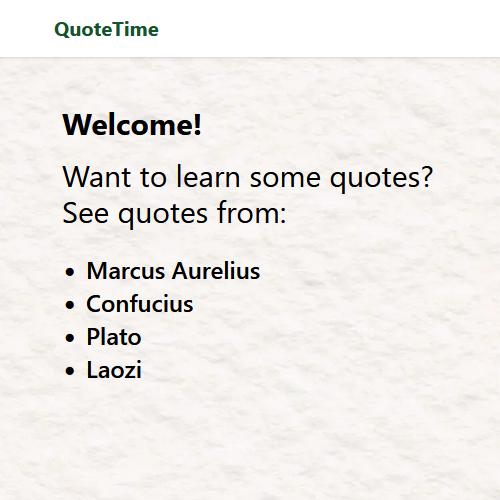 QuoteTime
Welcome!
Want to learn some quotes?
See quotes from:
• Marcus Aurelius
• Confucius
• Plato
• Laozi